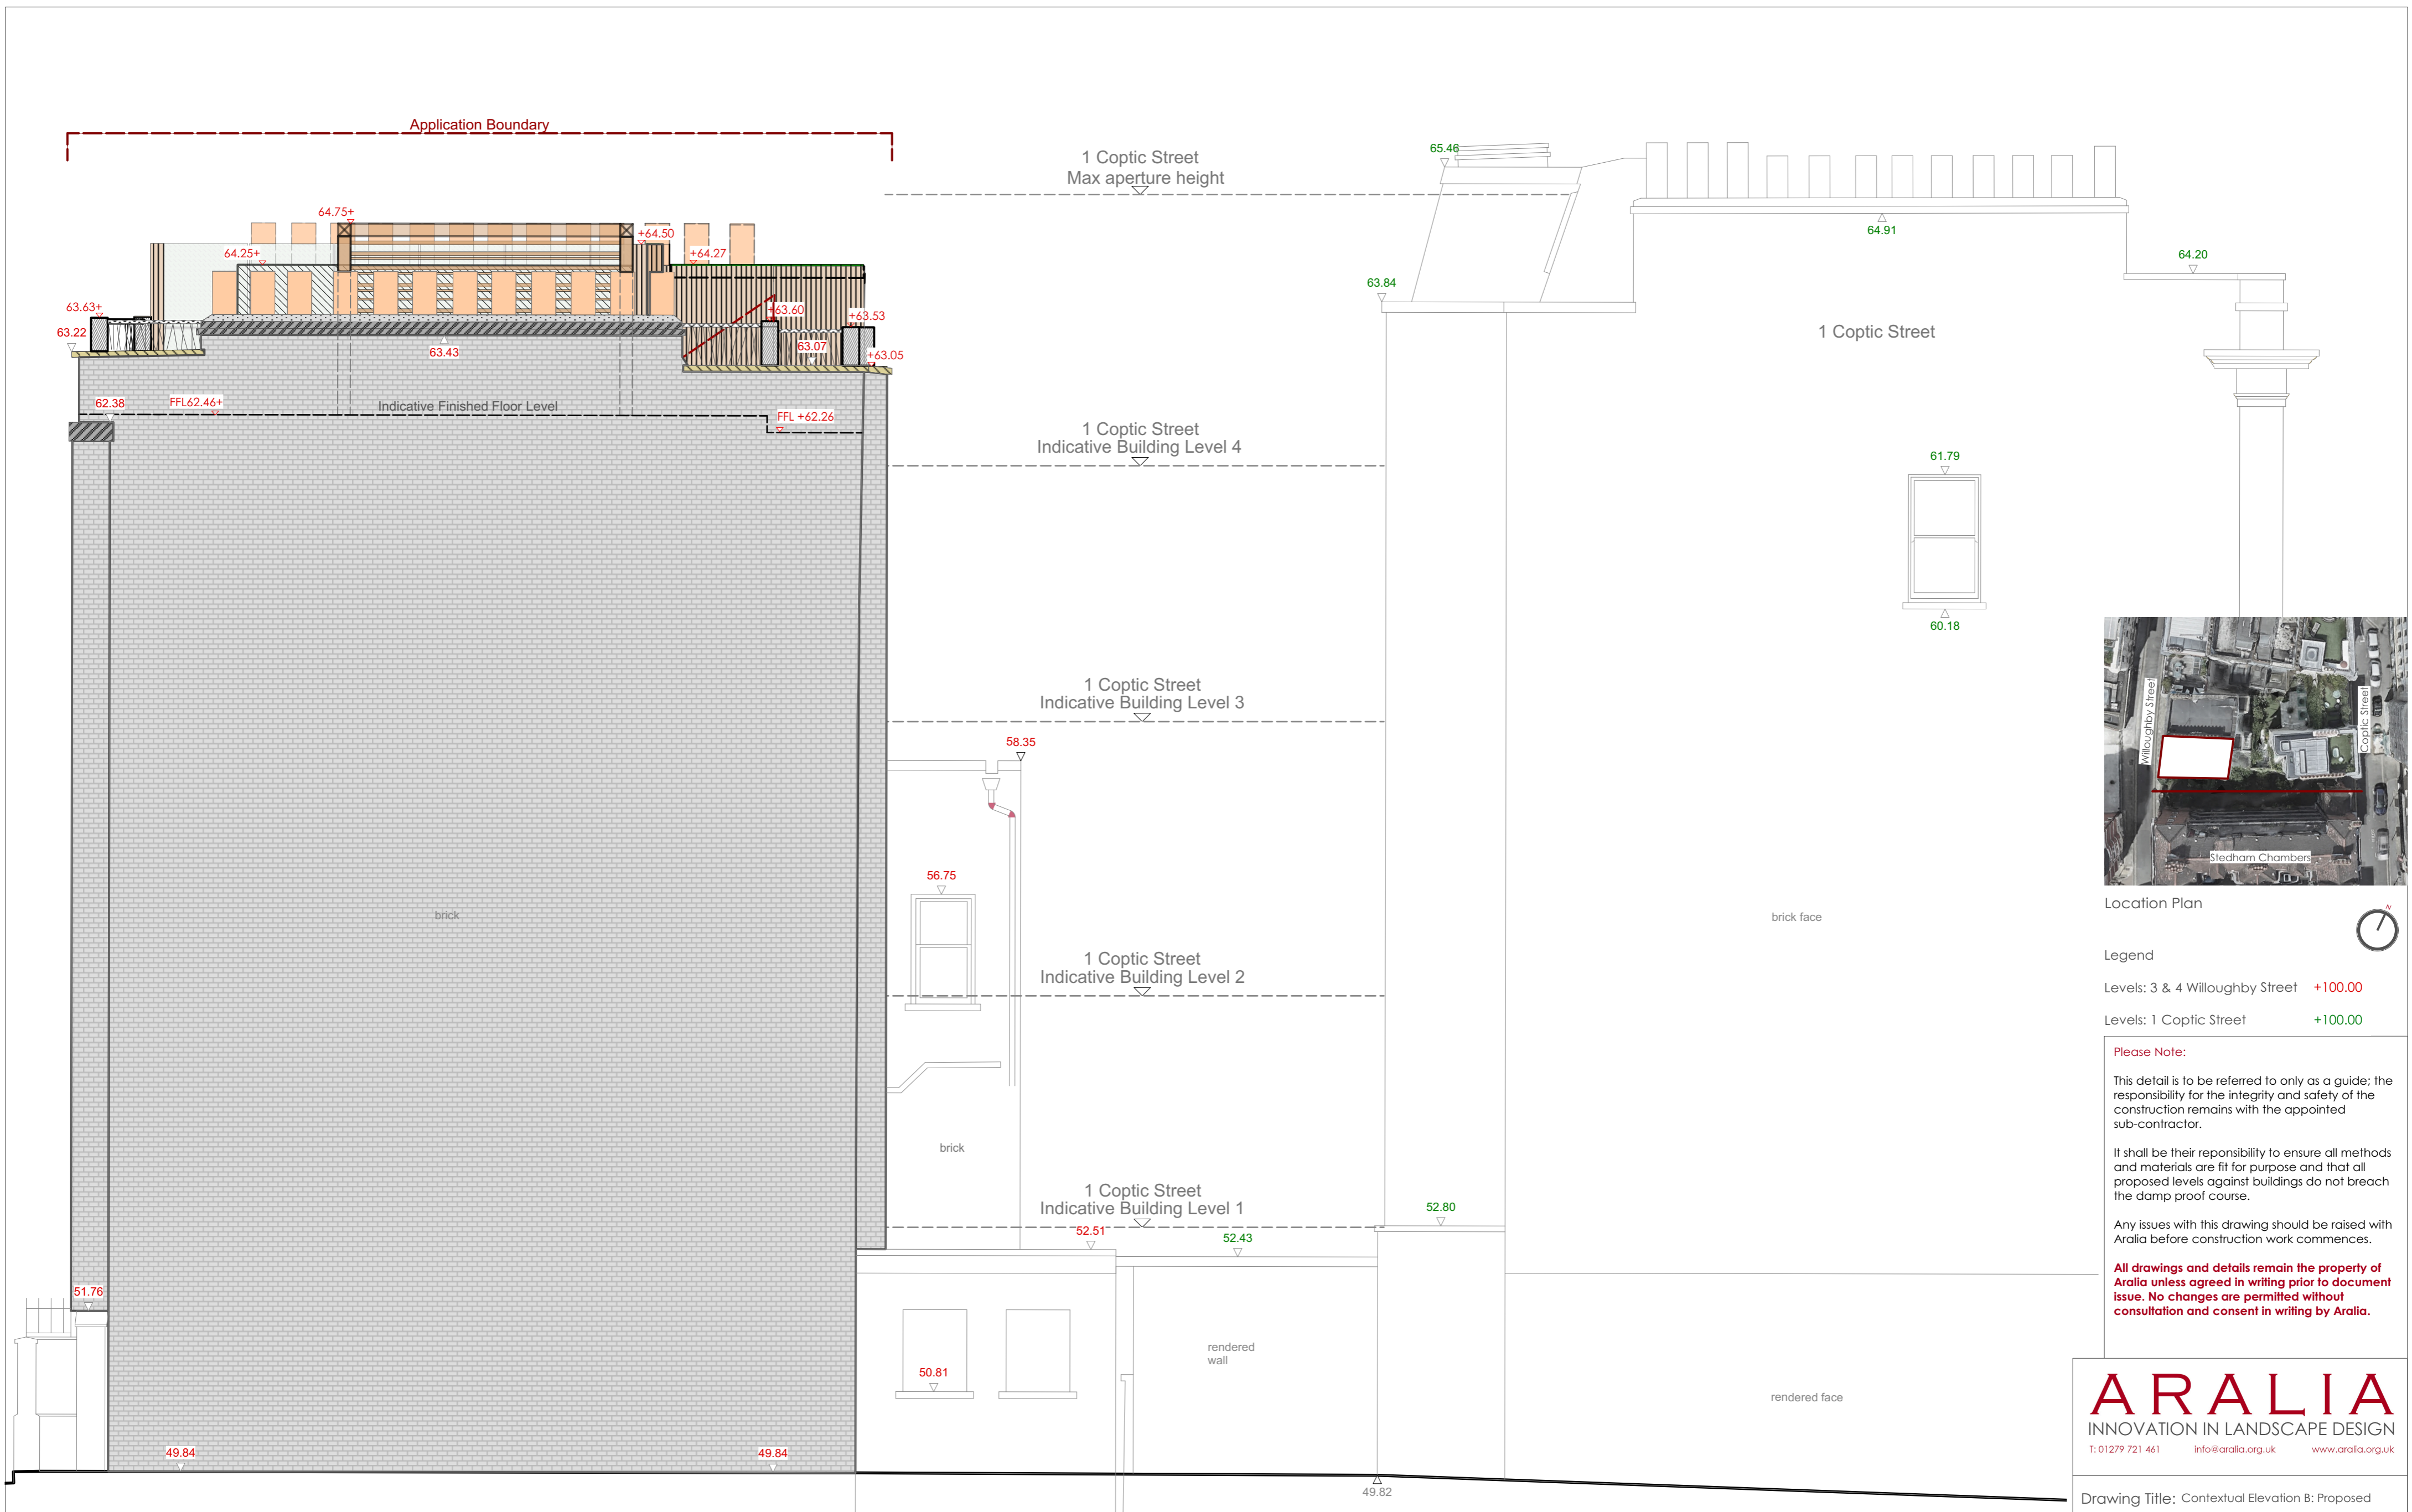 Application Boundary
1 Coptic Street
Max aperture height
65.46
64.91
64.20
63.84
1 Coptic Street
64.75+
+64.50
64.25+
+64.27
63.63+
+63.60
+63.53
63.22
63.43
63.07
+63.05
62.38
FFL62.46+
Indicative Finished Floor Level
FFL +62.26
1 Coptic Street
Indicative Building Level 4
61.79
60.18
1 Coptic Street
Indicative Building Level 3
58.35
56.75
brick
brick face
1 Coptic Street
Indicative Building Level 2
brick
1 Coptic Street
Indicative Building Level 1
52.51
52.43
52.80
51.76
50.81
rendered
wall
rendered face
49.84
49.84
49.82
Willoughby Street
Coptic Street
Stedham Chambers
Location Plan
N
Legend
Levels: 3 & 4 Willoughby Street +100.00
Levels: 1 Coptic Street +100.00
Please Note:
This detail is to be referred to only as a guide; the
responsibility for the integrity and safety of the
construction remains with the appointed
sub-contractor.
It shall be their reponsibility to ensure all methods
and materials are fit for purpose and that all
proposed levels against buildings do not breach
the damp proof course.
Any issues with this drawing should be raised with
Aralia before construction work commences.
All drawings and details remain the property of
Aralia unless agreed in writing prior to document
issue. No changes are permitted without
consultation and consent in writing by Aralia.
ARALIA
INNOVATION IN LANDSCAPE DESIGN
T: 01279 721 461 info@aralia.org.uk www.aralia.org.uk
Drawing Title: Contextual Elevation B: Proposed